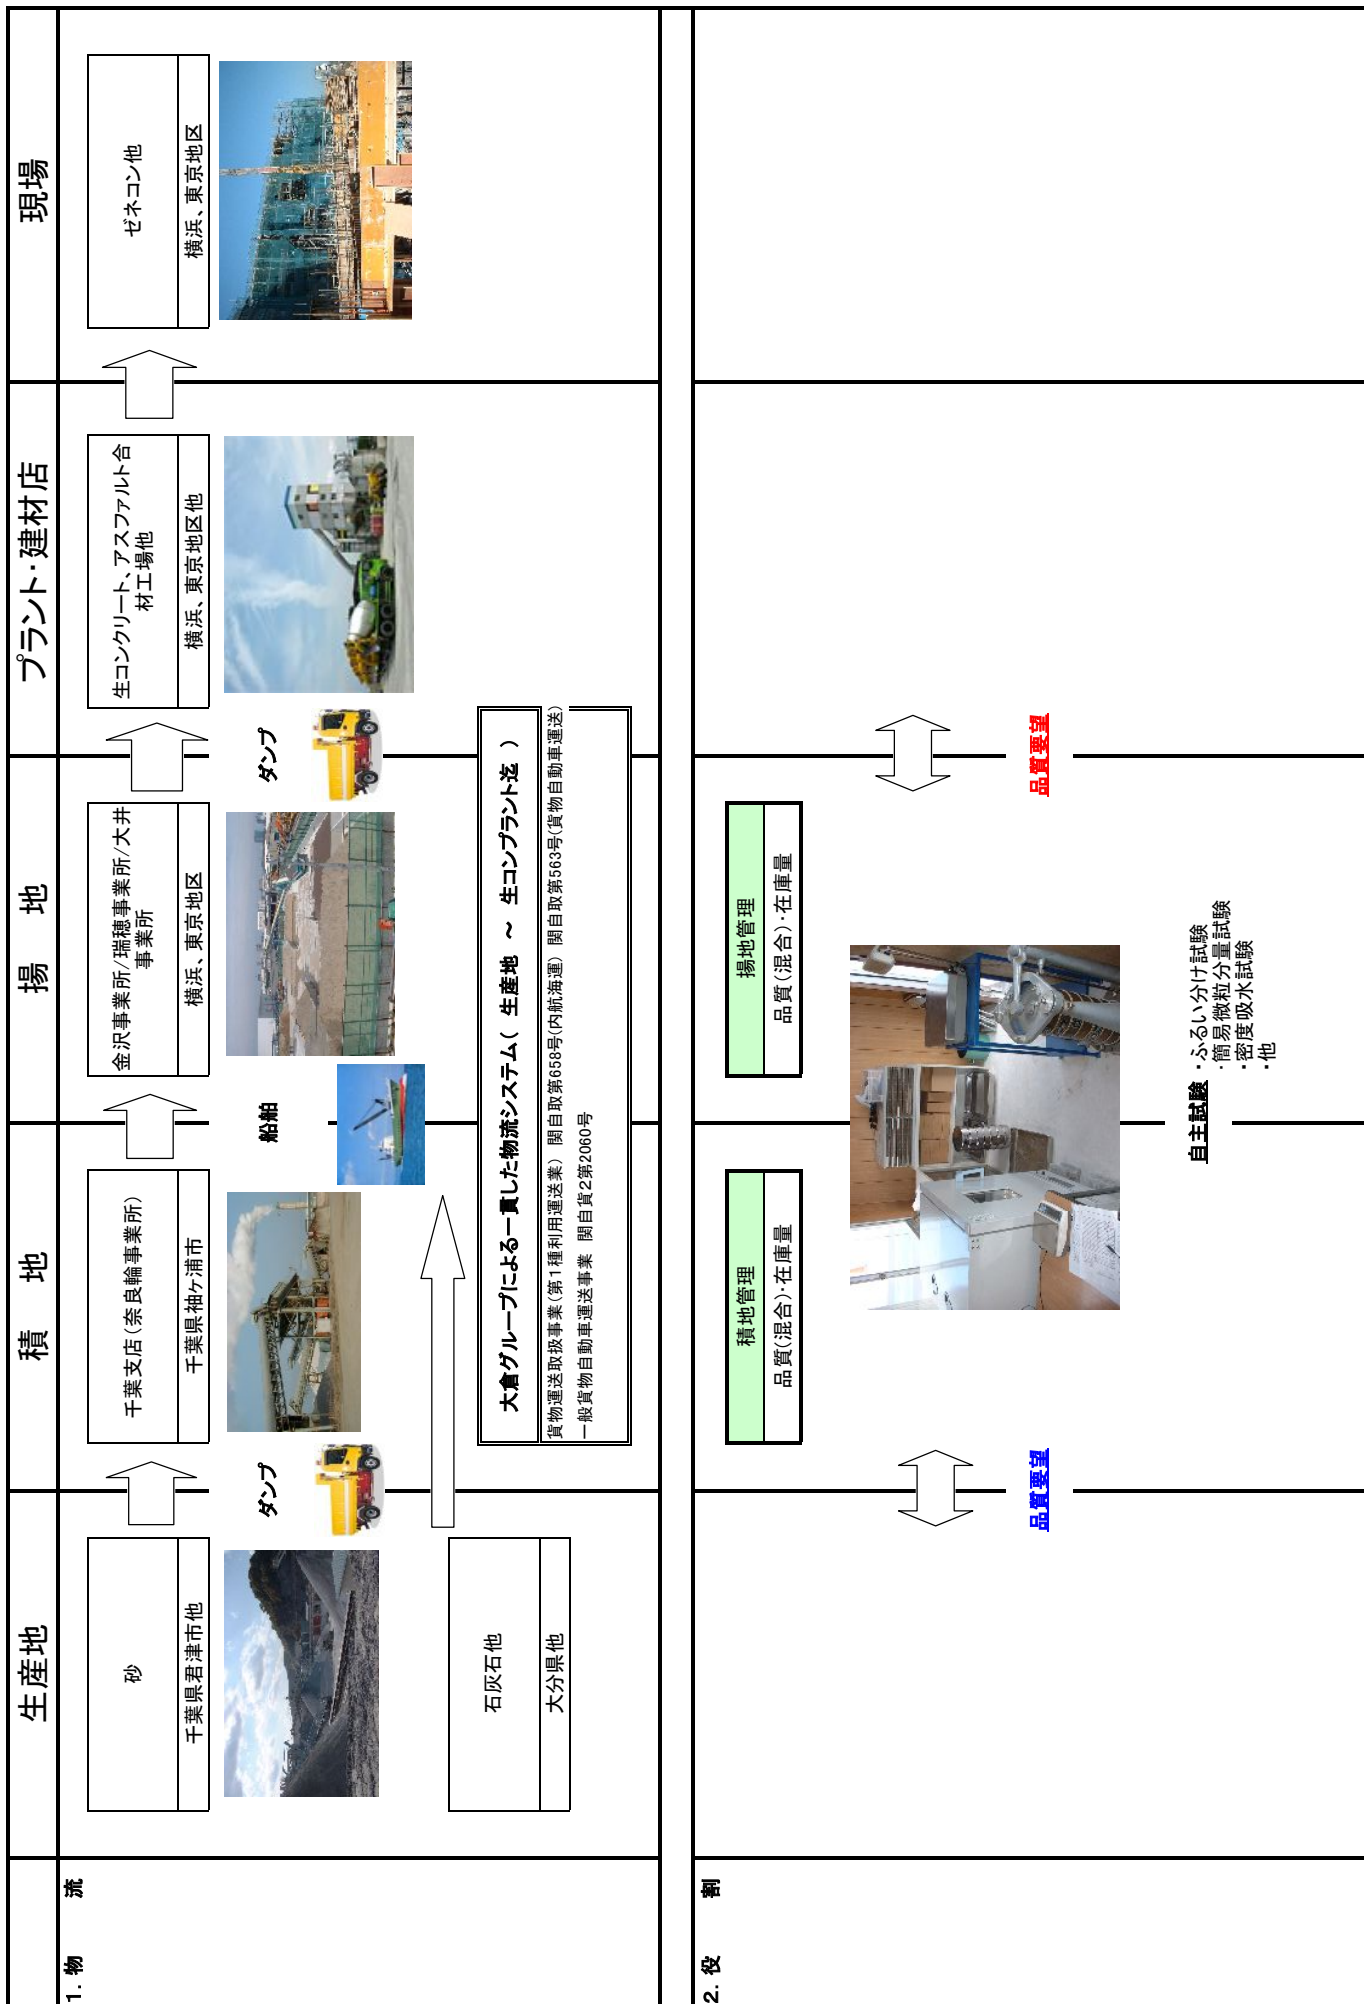 生産地
積　地
揚　地
プラント・建材店
現場
1. 物　　流
砂
千葉県君津市他
千葉支店（奈良輪事業所）
千葉県袖ヶ浦市
金沢事業所/瑞穂事業所/大井
事業所
横浜、東京地区
生コンクリート、アスファルト合
材工場他
横浜、東京地区他
ゼネコン他
横浜、東京地区
ダンプ
船舶
ダンプ
石灰石他
大分県他
大倉グループによる一貫した物流システム（ 生産地 ～ 生コンプラント迄 ）
貨物運送取扱事業（第1種利用運送業） 関自取第658号（内航海運） 関自取第563号（貨物自動車運送）
一般貨物自動車運送事業 関自貨2第2060号
2. 役　　割
積地管理
品質（混合）・在庫量
揚地管理
品質（混合）・在庫量
品質要望
品質要望
自主試験 ・ふるい分け試験
・簡易微粒分量試験
・密度吸水試験
・他